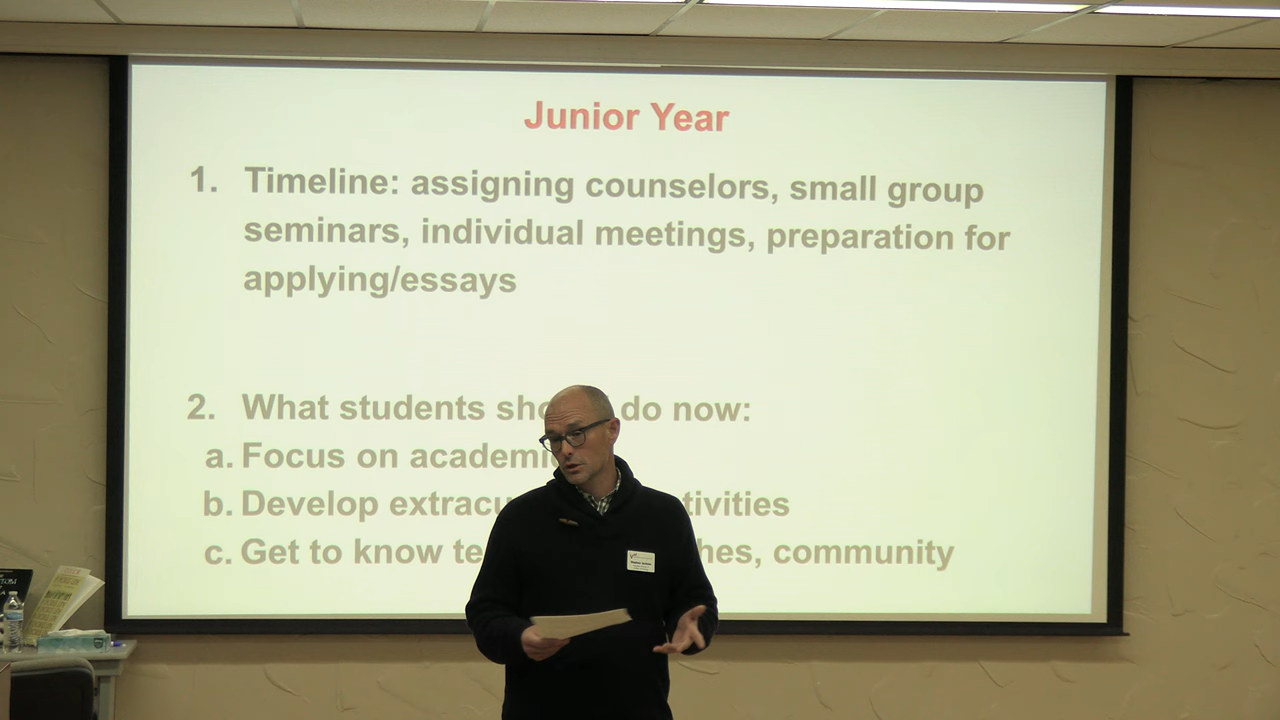 Junior Year
1. Timeline: assigning counselors, small group
seminars, individual meetings, preparation for
applying/essays
2. What students sho do now:
a. Focus on academi
b. Develop extracu tivities
c. Get to know te hes, community